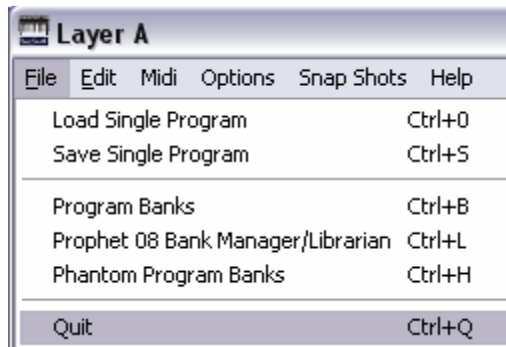 Layer A
File Edit Midi Options Snap Shots Help
Load Single Program Ctrl+O
Save Single Program Ctrl+S
Program Banks Ctrl+B
Prophet 08 Bank Manager/Librarian Ctrl+L
Phantom Program Banks Ctrl+H
Quit Ctrl+Q